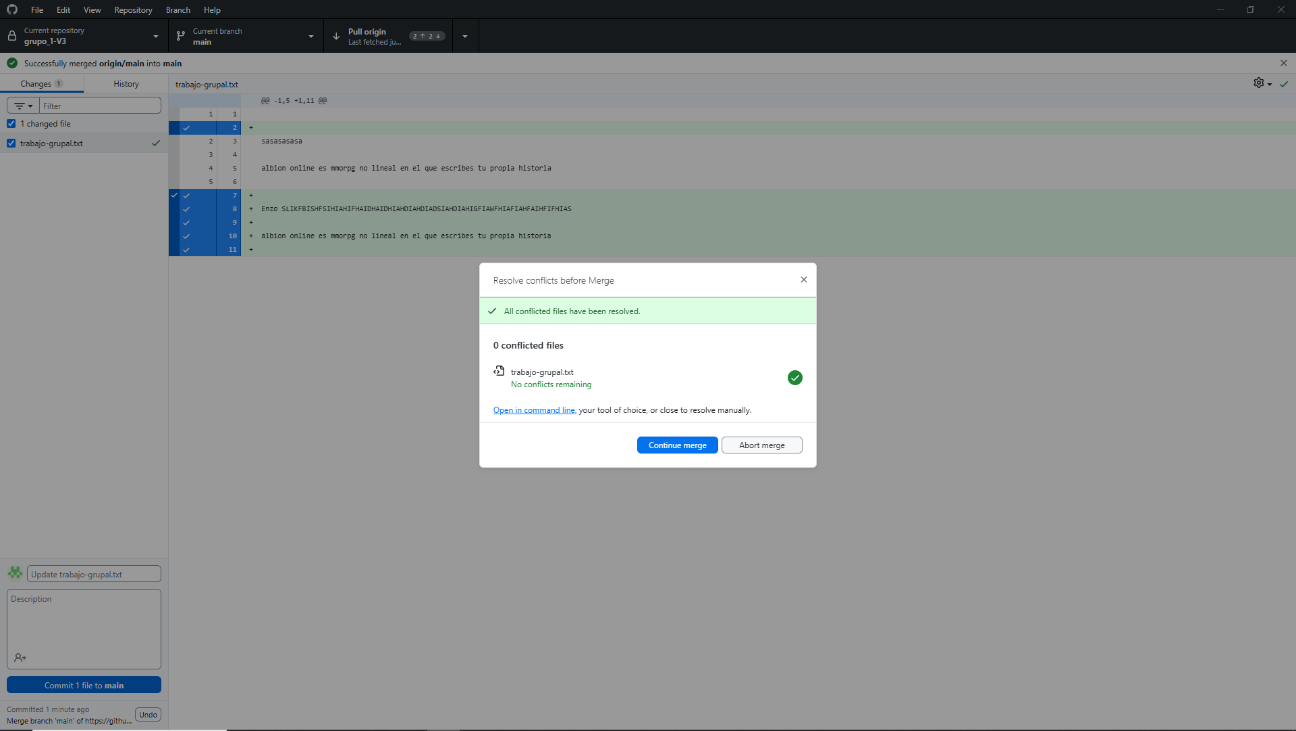 File Edit View Repository Branch Help
Current repository
grupo_1-V3
Current branch
main
Pull origin
Last fetched ju...
2 ↑ 2 ↓
Successfully merged origin/main into main
Changes 1
History
trabajo-grupal.txt
Filter
1 changed file
trabajo-grupal.txt
@@ -1,5 +1,11 @@
1 1
2 +
2 3 sasasasasa
3 4
4 5 albion online es mmorpg no lineal en el que escribes tu propia historia
5 6
7 +
9 +
10 + albion online es mmorpg no lineal en el que escribes tu propia historia
11 +
Resolve conflicts before Merge
All conflicted files have been resolved.
0 conflicted files
trabajo-grupal.txt
No conflicts remaining
Open in command line, your tool of choice, or close to resolve manually.
Continue merge
Abort merge
Update trabajo-grupal.txt
Description
Commit 1 file to main
Committed 1 minute ago
Merge branch 'main' of https://githu...
Undo